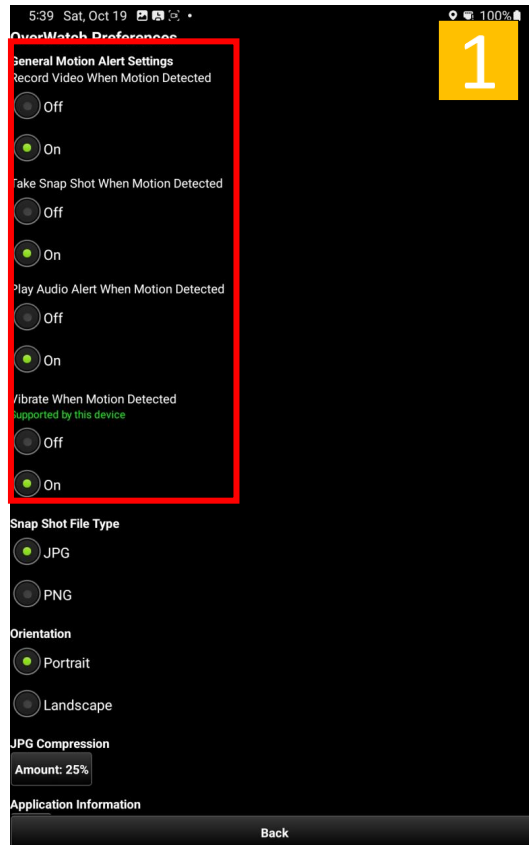 5:39 Sat, Oct 19
100%
OverWatch Preferences
1
General Motion Alert Settings
Record Video When Motion Detected
Off
On
Take Snap Shot When Motion Detected
Off
On
Play Audio Alert When Motion Detected
Off
On
Vibrate When Motion Detected
Supported by this device
Off
On
Snap Shot File Type
JPG
PNG
Orientation
Portrait
Landscape
JPG Compression
Amount: 25%
Application Information
Back